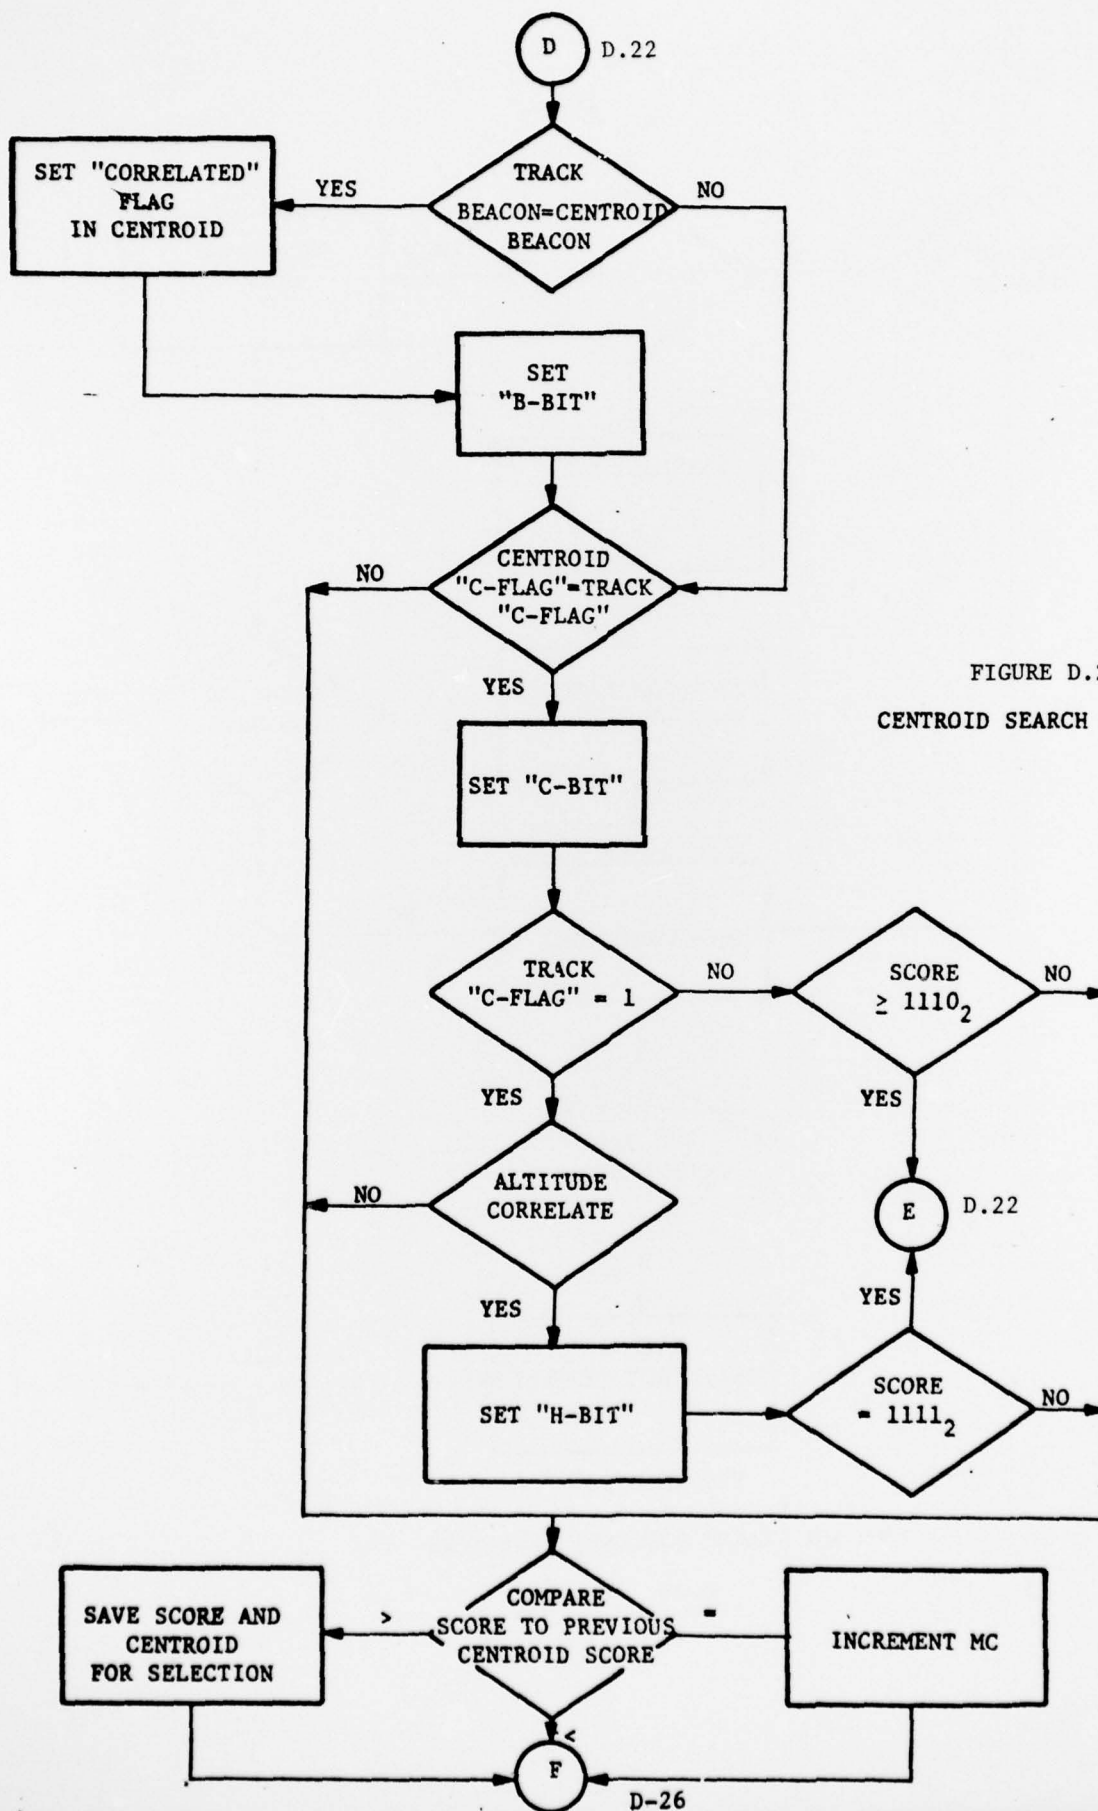 D D.22
TRACK
BEACON=CENTROID
BEACON
YES
NO
SET "CORRELATED"
FLAG
IN CENTROID
SET
"B-BIT"
CENTROID
"C-FLAG"=TRACK
"C-FLAG"
NO
YES
FIGURE D.
CENTROID SEARCH
SET "C-BIT"
TRACK
"C-FLAG" = 1
NO
SCORE
≥ 1110₂
NO
YES
YES
ALTITUDE
CORRELATE
NO
E D.22
YES
YES
SET "H-BIT"
SCORE
= 1111₂
NO
COMPARE
SCORE TO PREVIOUS
CENTROID SCORE
>
=
SAVE SCORE AND
CENTROID
FOR SELECTION
INCREMENT MC
<
F
D-26